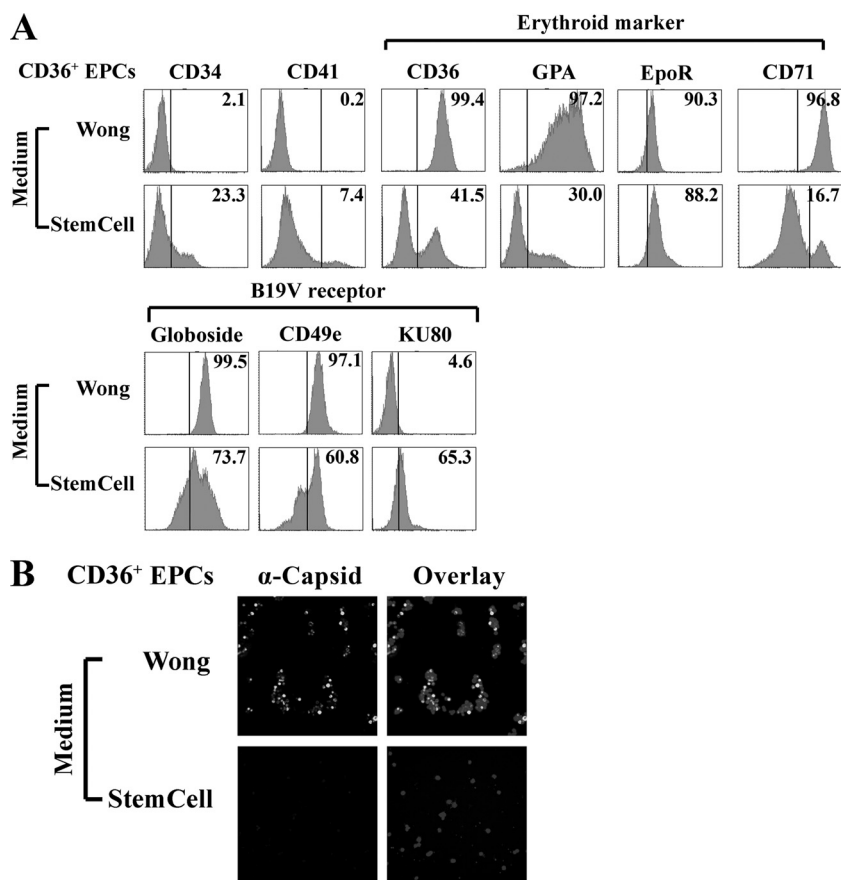 A
Erythroid marker
CD36+ EPCs CD34 CD41 CD36 GPA EpoR CD71
Medium
Wong
2.1 0.2 99.4 97.2 90.3 96.8
StemCell
23.3 7.4 41.5 30.0 88.2 16.7
B19V receptor
Globoside CD49e KU80
Medium
Wong
99.5 97.1 4.6
StemCell
73.7 60.8 65.3
B
CD36+ EPCs α-Capsid Overlay
Medium
Wong
StemCell